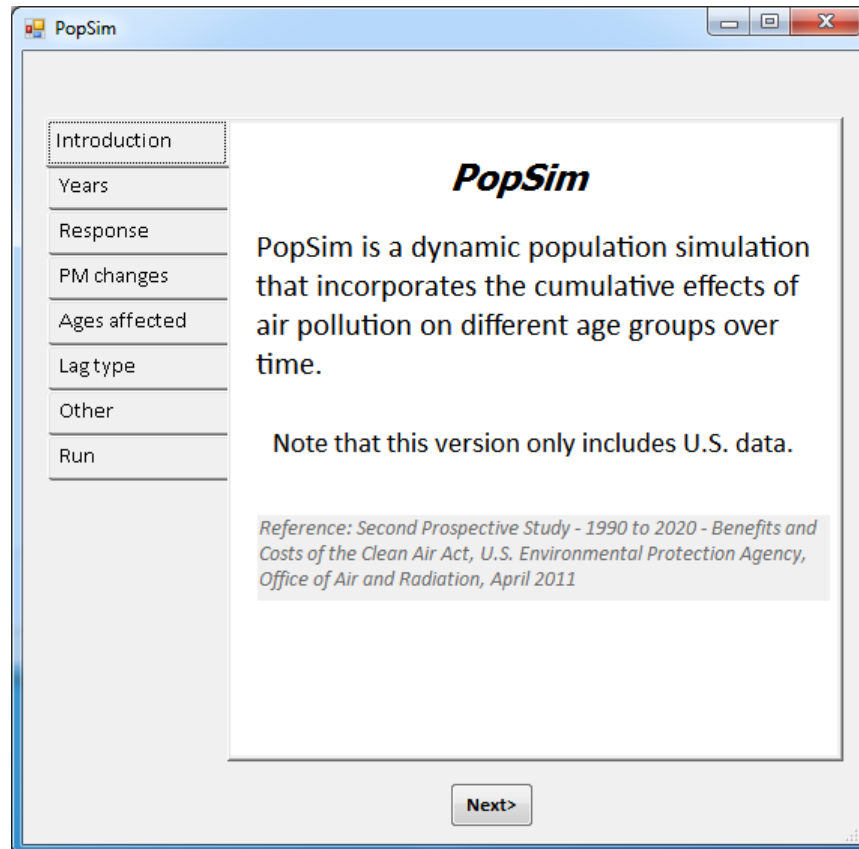 PopSim
Introduction
Years
Response
PM changes
Ages affected
Lag type
Other
Run
PopSim
PopSim is a dynamic population simulation
that incorporates the cumulative effects of
air pollution on different age groups over
time.
Note that this version only includes U.S. data.
Reference: Second Prospective Study - 1990 to 2020 - Benefits and
Costs of the Clean Air Act, U.S. Environmental Protection Agency,
Office of Air and Radiation, April 2011
Next>